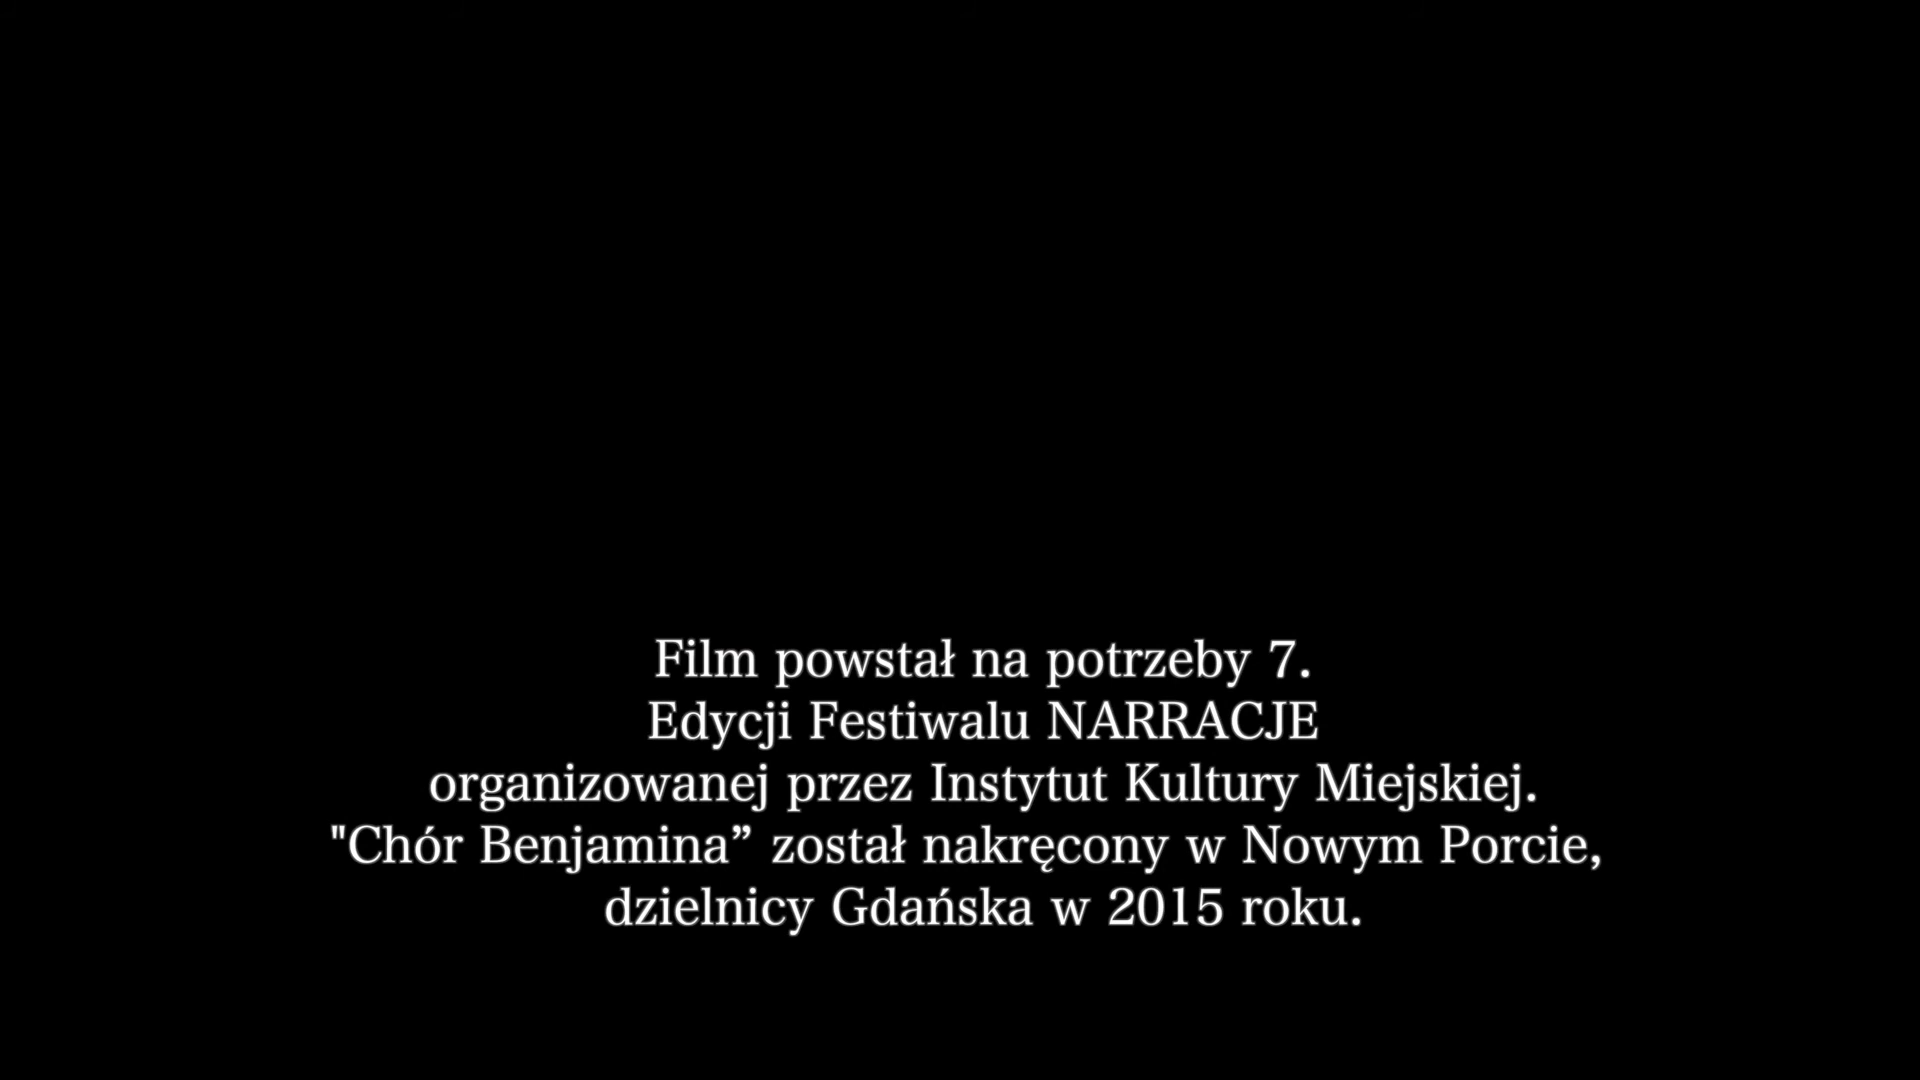 Film powstał na potrzeby 7.
Edycji Festiwalu NARRACJE
organizowanej przez Instytut Kultury Miejskiej.
"Chór Benjamina” został nakręcony w Nowym Porcie,
dzielnicy Gdańska w 2015 roku.